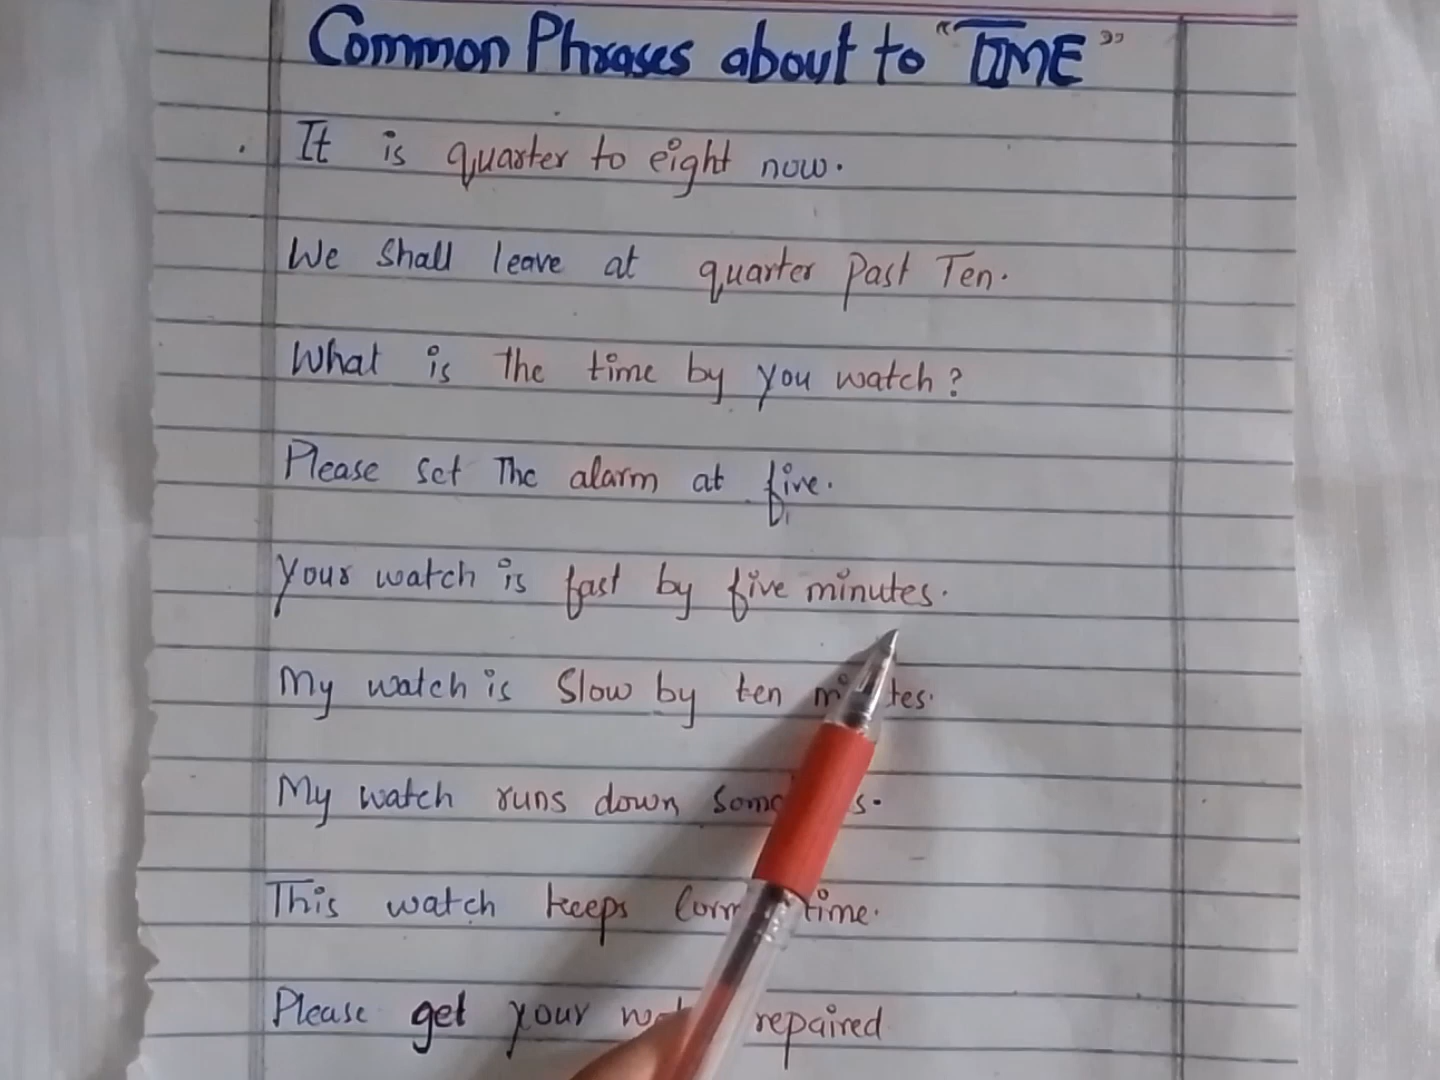 Common Phrases about to "TIME"
It is quarter to eight now.
We shall leave at quarter past Ten.
What is the time by you watch?
Please set The alarm at five.
Your watch is fast by five minutes.
My watch is slow by ten
My watch runs down
This watch keeps time.
Please get your repaired